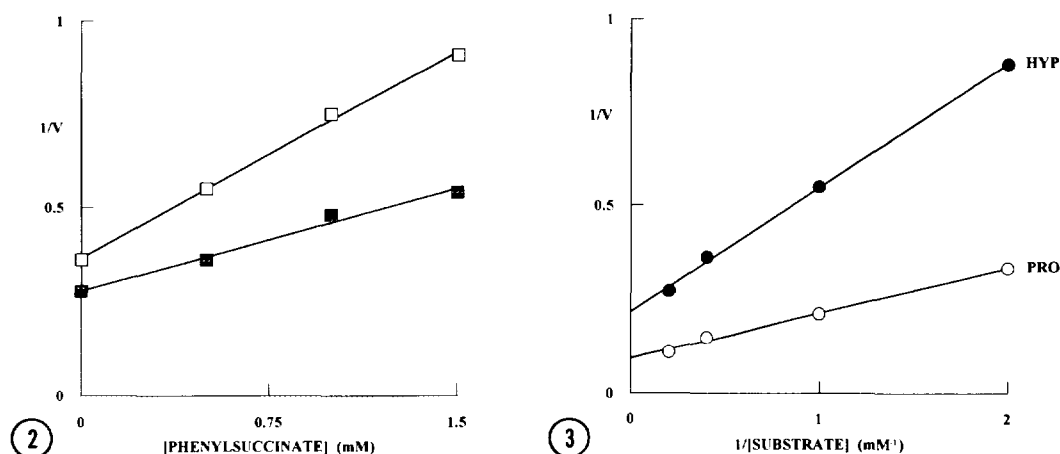 1
1/V
0.5
0
0
0.75
1.5
[PHENYLSUCCINATE] (mM)
2
1
1/V
0.5
0
HYP
PRO
0
1
2
1/[SUBSTRATE] (mM⁻¹)
3